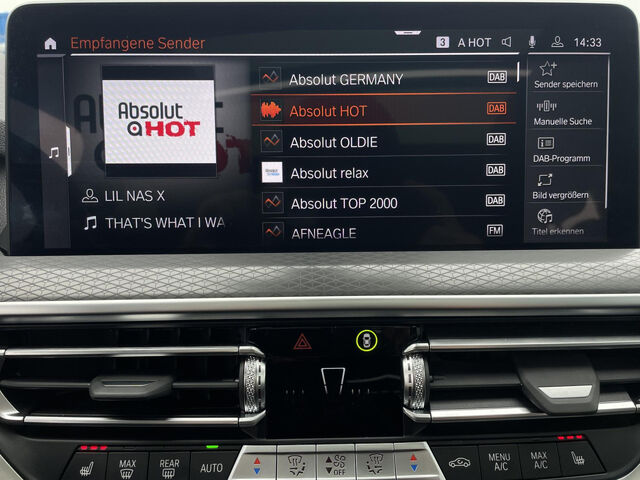 Empfangene Sender
3 A HOT 14:33
Absolut
HOT
LIL NAS X
THAT'S WHAT I WA
Absolut GERMANY DAB
Absolut HOT DAB
Absolut OLDIE DAB
Absolut relax DAB
Absolut TOP 2000 DAB
AFNEAGLE FM
Sender speichern
Manuelle Suche
DAB-Programm
Bild vergrößern
Titel erkennen
MAX
REAR
AUTO
OFF
MENU
A/C
MAX
A/C